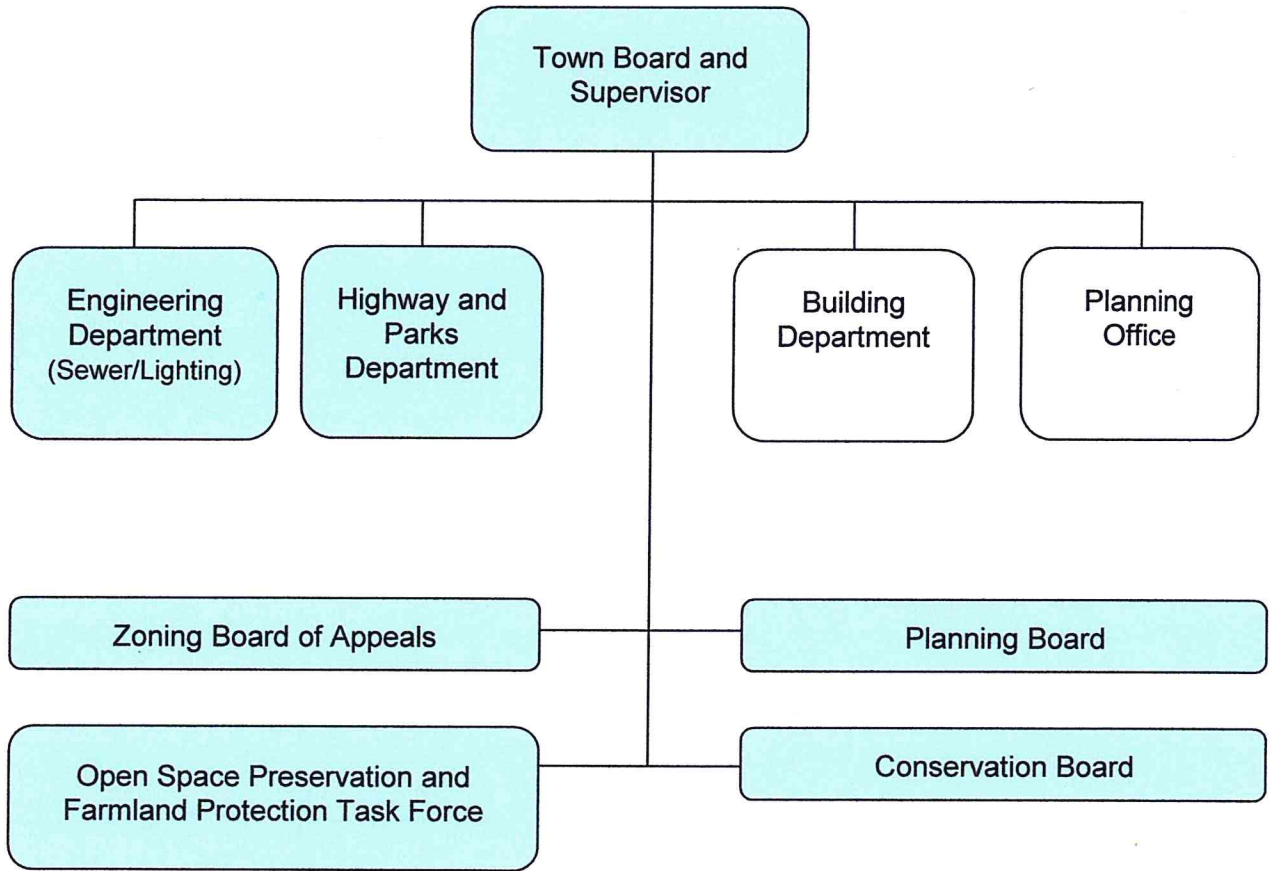 Town Board and
Supervisor
Engineering
Department
(Sewer/Lighting)
Highway and
Parks
Department
Building
Department
Planning
Office
Zoning Board of Appeals
Planning Board
Open Space Preservation and
Farmland Protection Task Force
Conservation Board